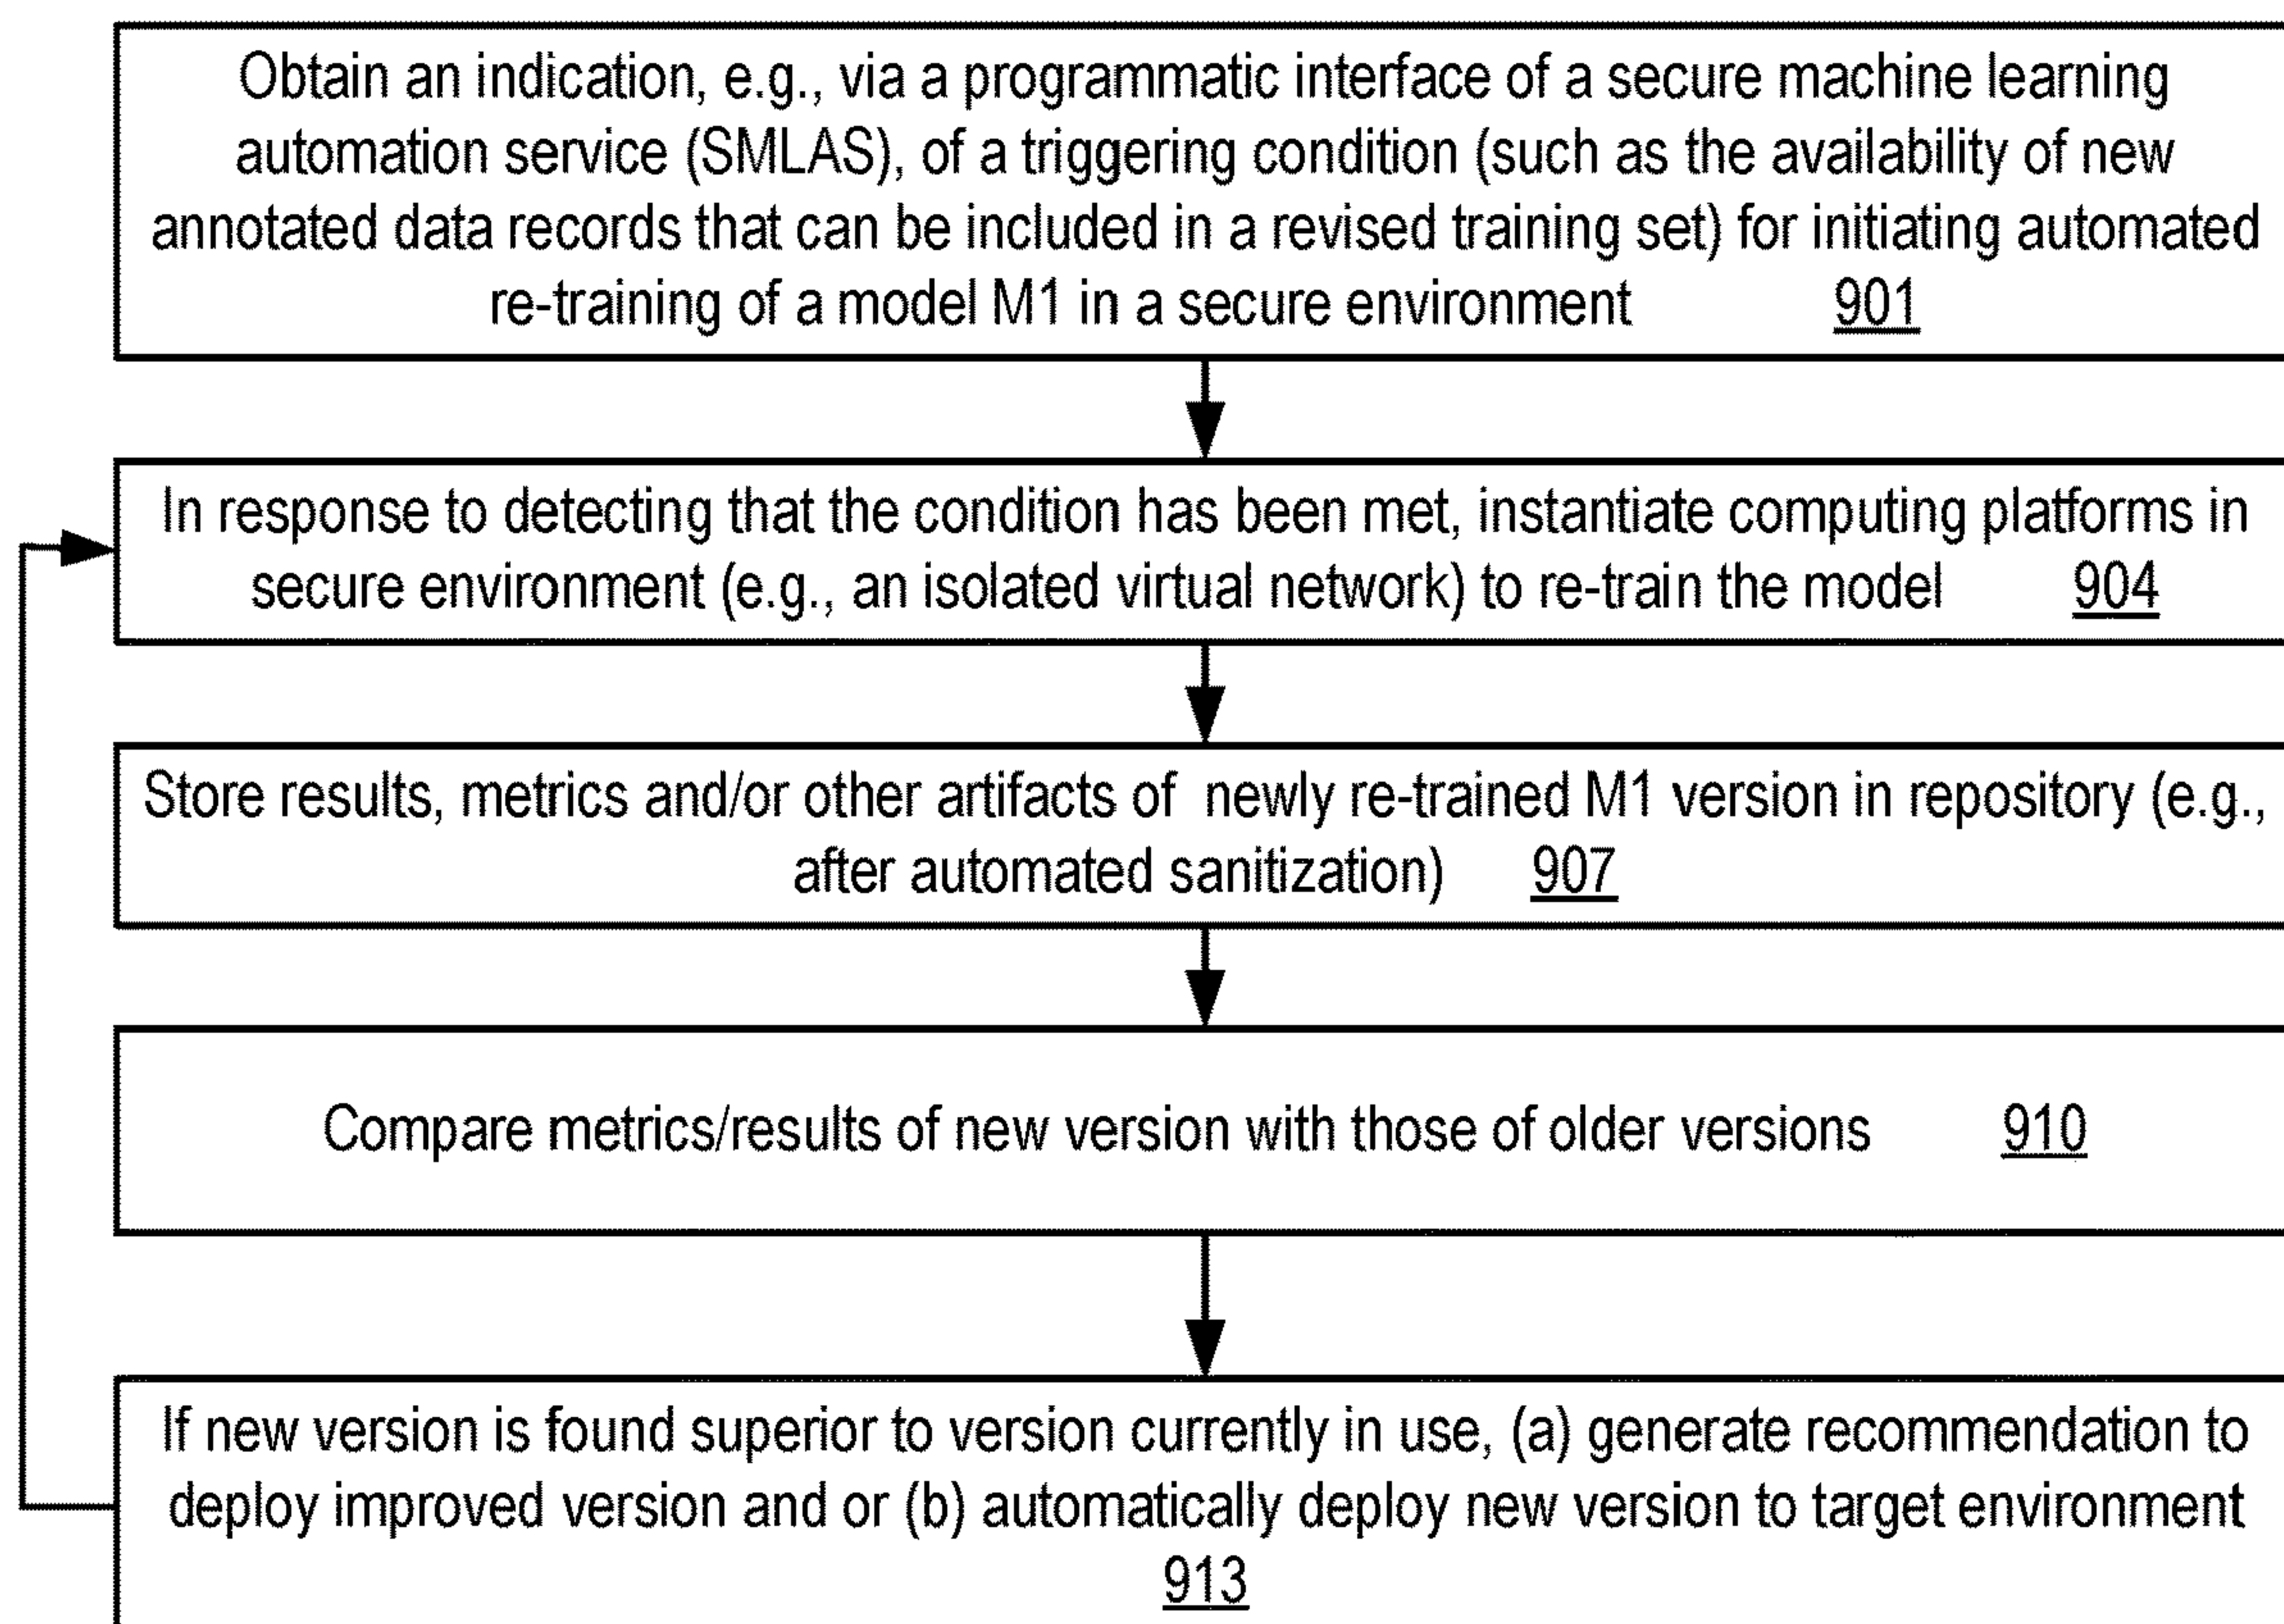 Obtain an indication, e.g., via a programmatic interface of a secure machine learning
automation service (SMLAS), of a triggering condition (such as the availability of new
annotated data records that can be included in a revised training set) for initiating automated
re-training of a model M1 in a secure environment 901
In response to detecting that the condition has been met, instantiate computing platforms in
secure environment (e.g., an isolated virtual network) to re-train the model 904
Store results, metrics and/or other artifacts of newly re-trained M1 version in repository (e.g.,
after automated sanitization) 907
Compare metrics/results of new version with those of older versions 910
If new version is found superior to version currently in use, (a) generate recommendation to
deploy improved version and or (b) automatically deploy new version to target environment
913